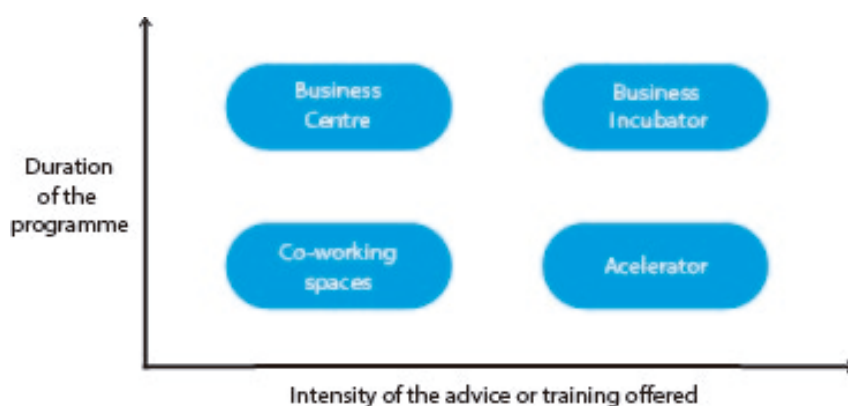 Business
Centre
Business
Incubator
Duration
of the
programme
Co-working
spaces
Acelerator
Intensity of the advice or training offered